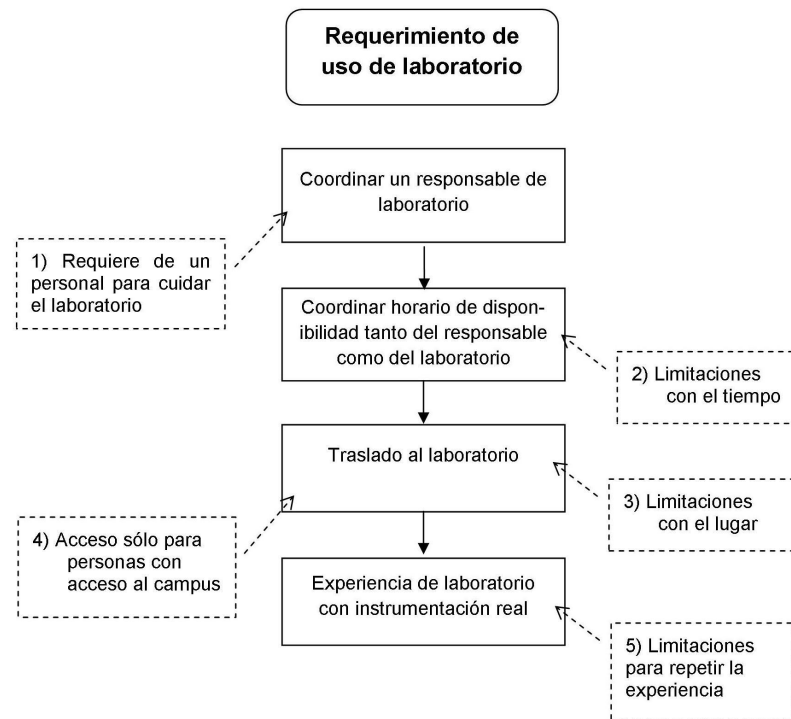 Requerimiento de
uso de laboratorio
Coordinar un responsable de
laboratorio
1) Requiere de un
personal para cuidar
el laboratorio
Coordinar horario de dispon-
ibilidad tanto del responsable
como del laboratorio
2) Limitaciones
con el tiempo
Traslado al laboratorio
3) Limitaciones
con el lugar
4) Acceso sólo para
personas con
acceso al campus
Experiencia de laboratorio
con instrumentación real
5) Limitaciones
para repetir la
experiencia